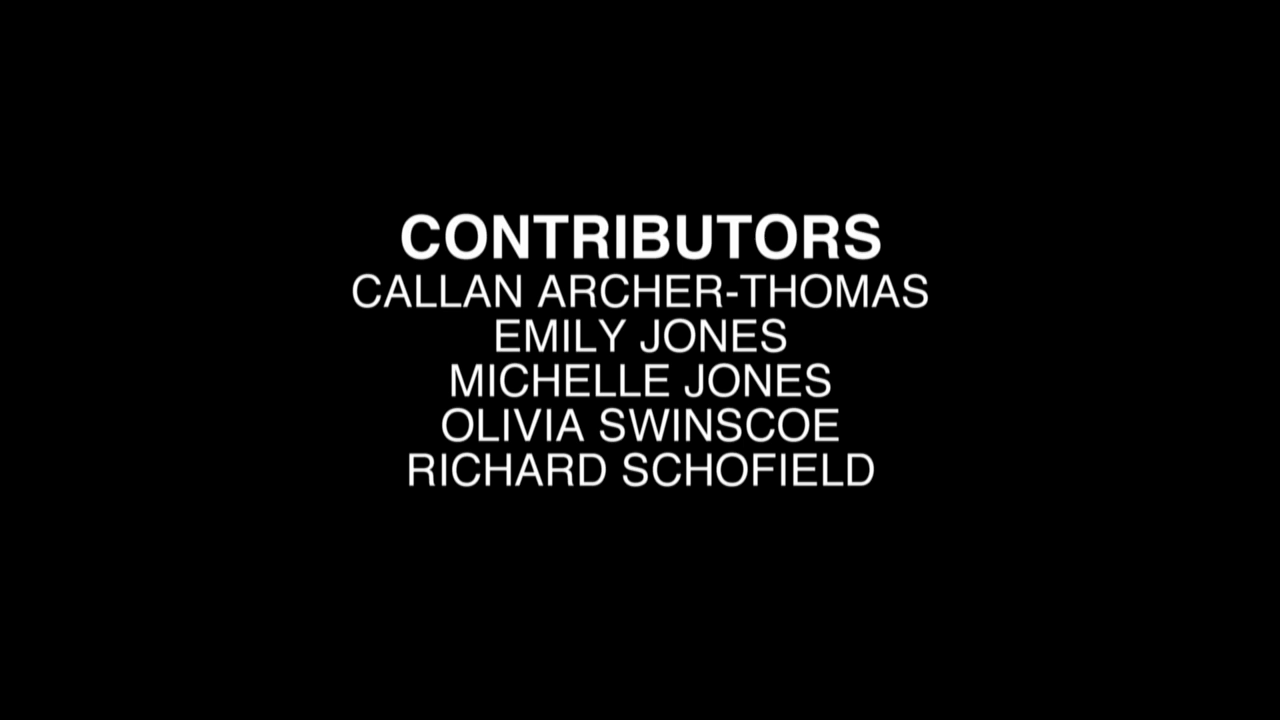 CONTRIBUTORS
CALLAN ARCHER-THOMAS
EMILY JONES
MICHELLE JONES
OLIVIA SWINSCOE
RICHARD SCHOFIELD